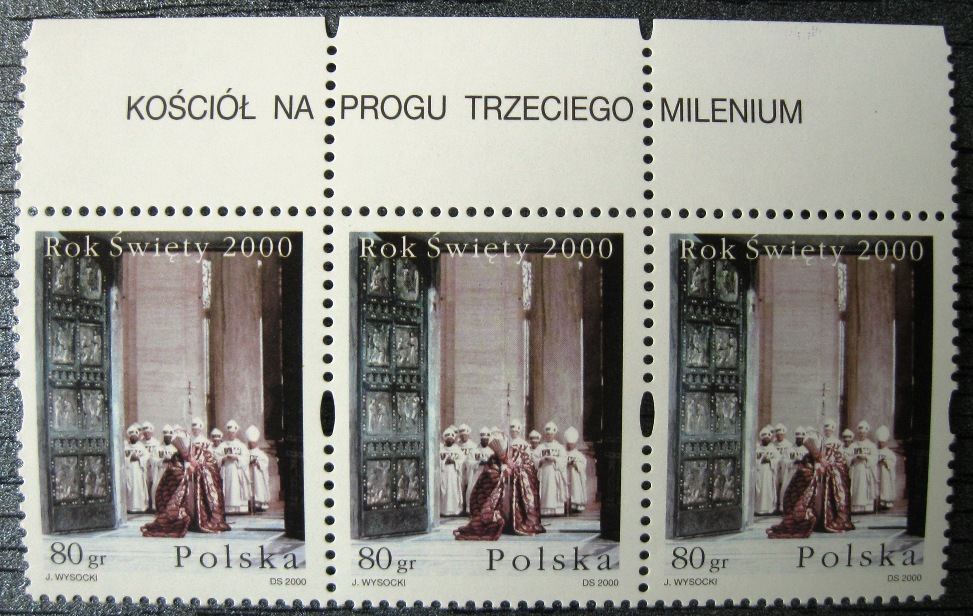 KOŚCIÓŁ NA PROGU TRZECIEGO MILENIUM
Rok Święty 2000
80 gr Polska
J. WYSOCKI DS 2000
Rok Święty 2000
80 gr Polska
J. WYSOCKI DS 2000
Rok Święty 2000
80 gr Polska
J. WYSOCKI DS 2000